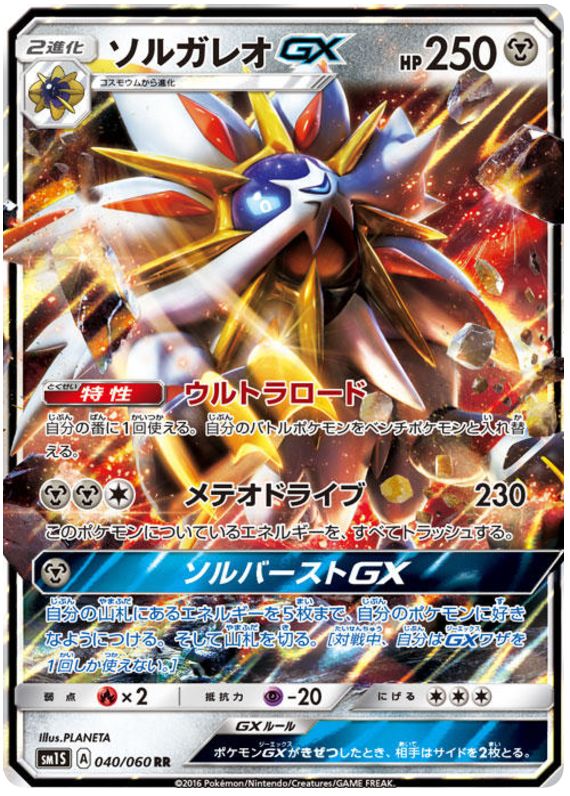 2進化
ソルガレオGX
HP 250
コスモウムから進化
とくせい
特性 ウルトラロード
自分の番に1回使える。自分のバトルポケモンをベンチポケモンと入れ替
える。
メテオドライブ 230
このポケモンについているエネルギーを、すべてトラッシュする。
ソルバーストGX
自分の山札にあるエネルギーを5枚まで、自分のポケモンに好き
なようにつける。そして山札を切る。[対戦中、自分はGXワザを
1回しか使えない。]
弱点 ×2 抵抗力 -20 にげる
Illus.PLANETA
GXルール
ポケモンGXがきぜつしたとき、相手はサイドを2枚とる。
SM1S A 040/060 RR
©2016 Pokémon/Nintendo/Creatures/GAME FREAK.